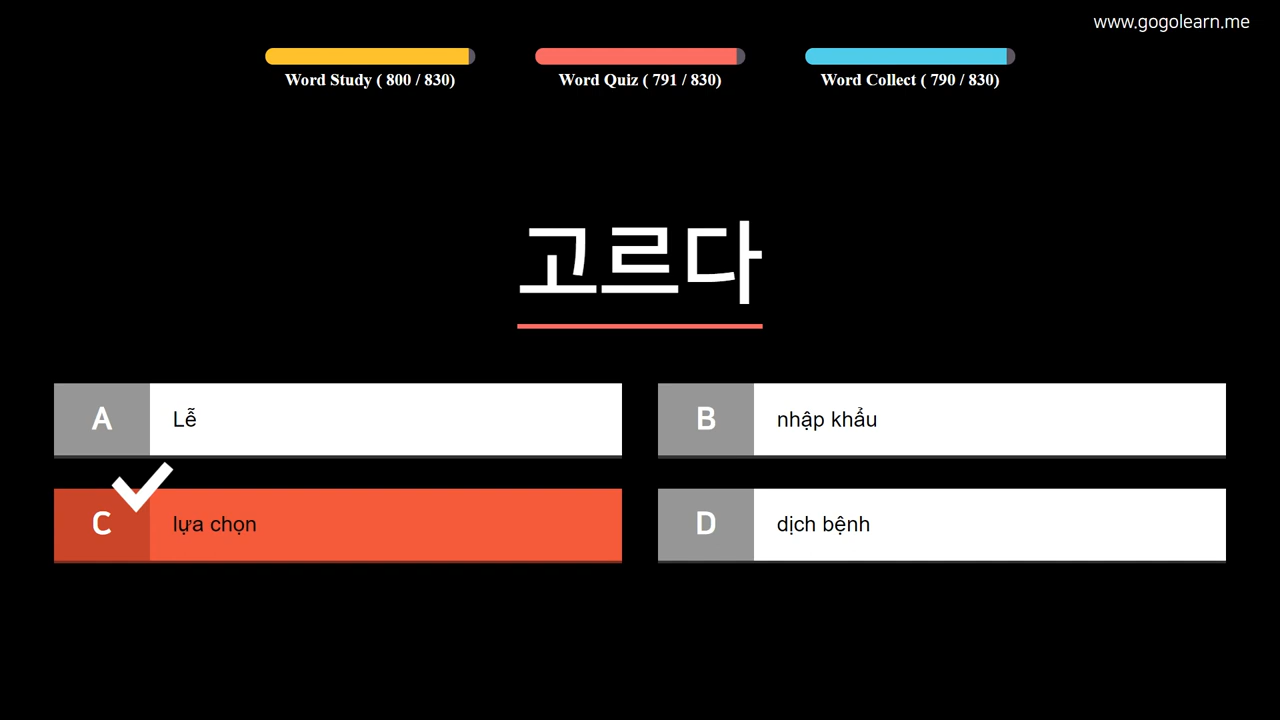 www.gogolearn.me
Word Study ( 800 / 830)
Word Quiz ( 791 / 830)
Word Collect ( 790 / 830)
고르다
A Lễ
B nhập khẩu
C lựa chọn
D dịch bệnh